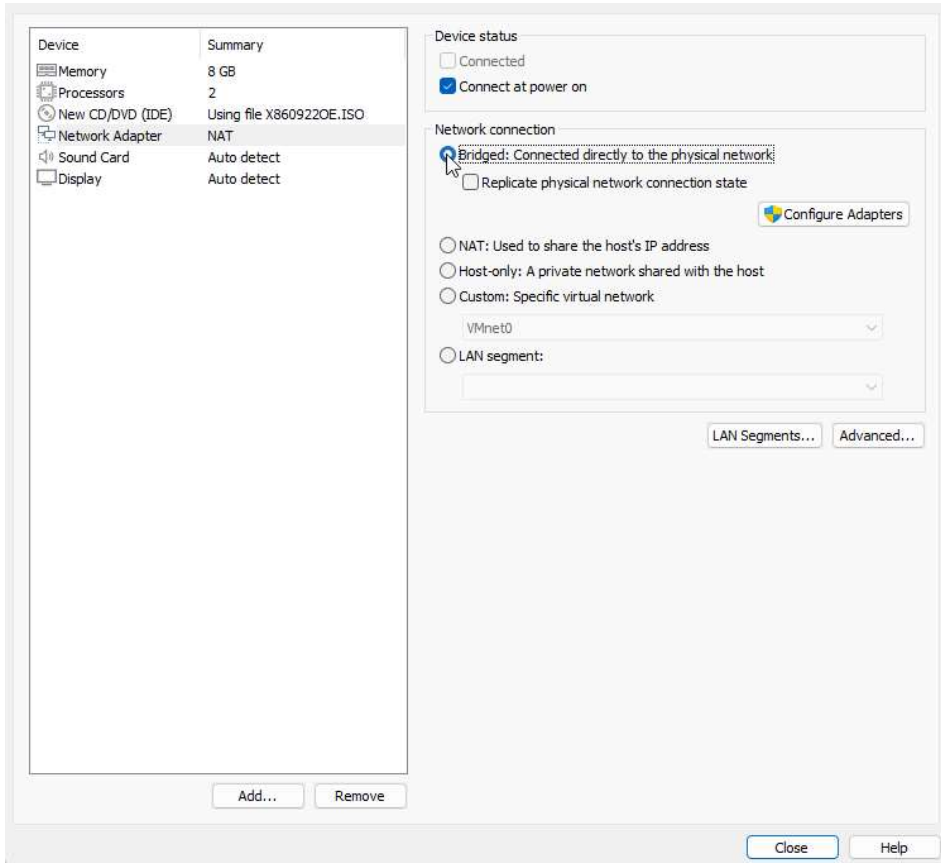 Device Summary
Memory 8 GB
Processors 2
New CD/DVD (IDE) Using file X860922OE.ISO
Network Adapter NAT
Sound Card Auto detect
Display Auto detect
Add... Remove
Device status
Connected
Connect at power on
Network connection
Bridged: Connected directly to the physical network
Replicate physical network connection state
Configure Adapters
NAT: Used to share the host's IP address
Host-only: A private network shared with the host
Custom: Specific virtual network
VMnet0
LAN segment:
LAN Segments... Advanced...
Close Help